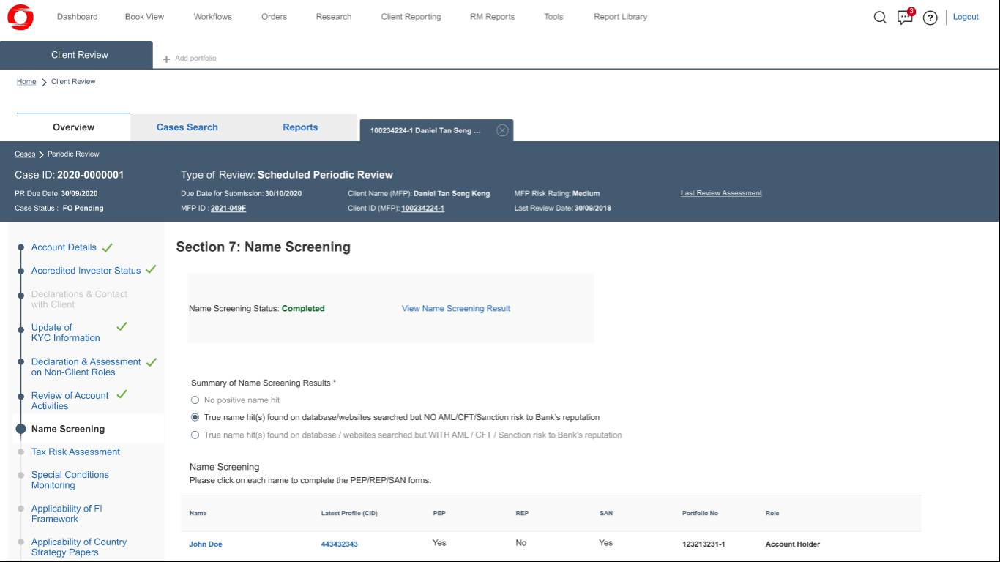 Dashboard Book View Workflows Orders Research Client Reporting RM Reports Tools Report Library 3 ? Logout
Client Review + Add portfolio
Home > Client Review
Overview Cases Search Reports 100234224-1 Daniel Tan Seng ...
Cases > Periodic Review
Case ID: 2020-0000001 Type of Review: Scheduled Periodic Review
PR Due Date: 30/09/2020 Due Date for Submission: 30/10/2020 Client Name (MFP): Daniel Tan Seng Keng MFP Risk Rating: Medium Last Review Assessment
Case Status : FO Pending MFP ID : 2021-049F Client ID (MFP): 100234224-1 Last Review Date: 30/09/2018
Account Details
Accredited Investor Status
Declarations & Contact
with Client
Update of
KYC Information
Declaration & Assessment
on Non-Client Roles
Review of Account
Activities
Name Screening
Tax Risk Assessment
Special Conditions
Monitoring
Applicability of FI
Framework
Applicability of Country
Strategy Papers
Section 7: Name Screening
Name Screening Status: Completed View Name Screening Result
Summary of Name Screening Results *
No positive name hit
True name hit(s) found on database/websites searched but NO AML/CFT/Sanction risk to Bank's reputation
True name hit(s) found on database / websites searched but WITH AML / CFT / Sanction risk to Bank's reputation
Name Screening
Please click on each name to complete the PEP/REP/SAN forms.
Name Latest Profile (CID) PEP REP SAN Portfolio No Role
John Doe 443432343 Yes No Yes 123213231-1 Account Holder